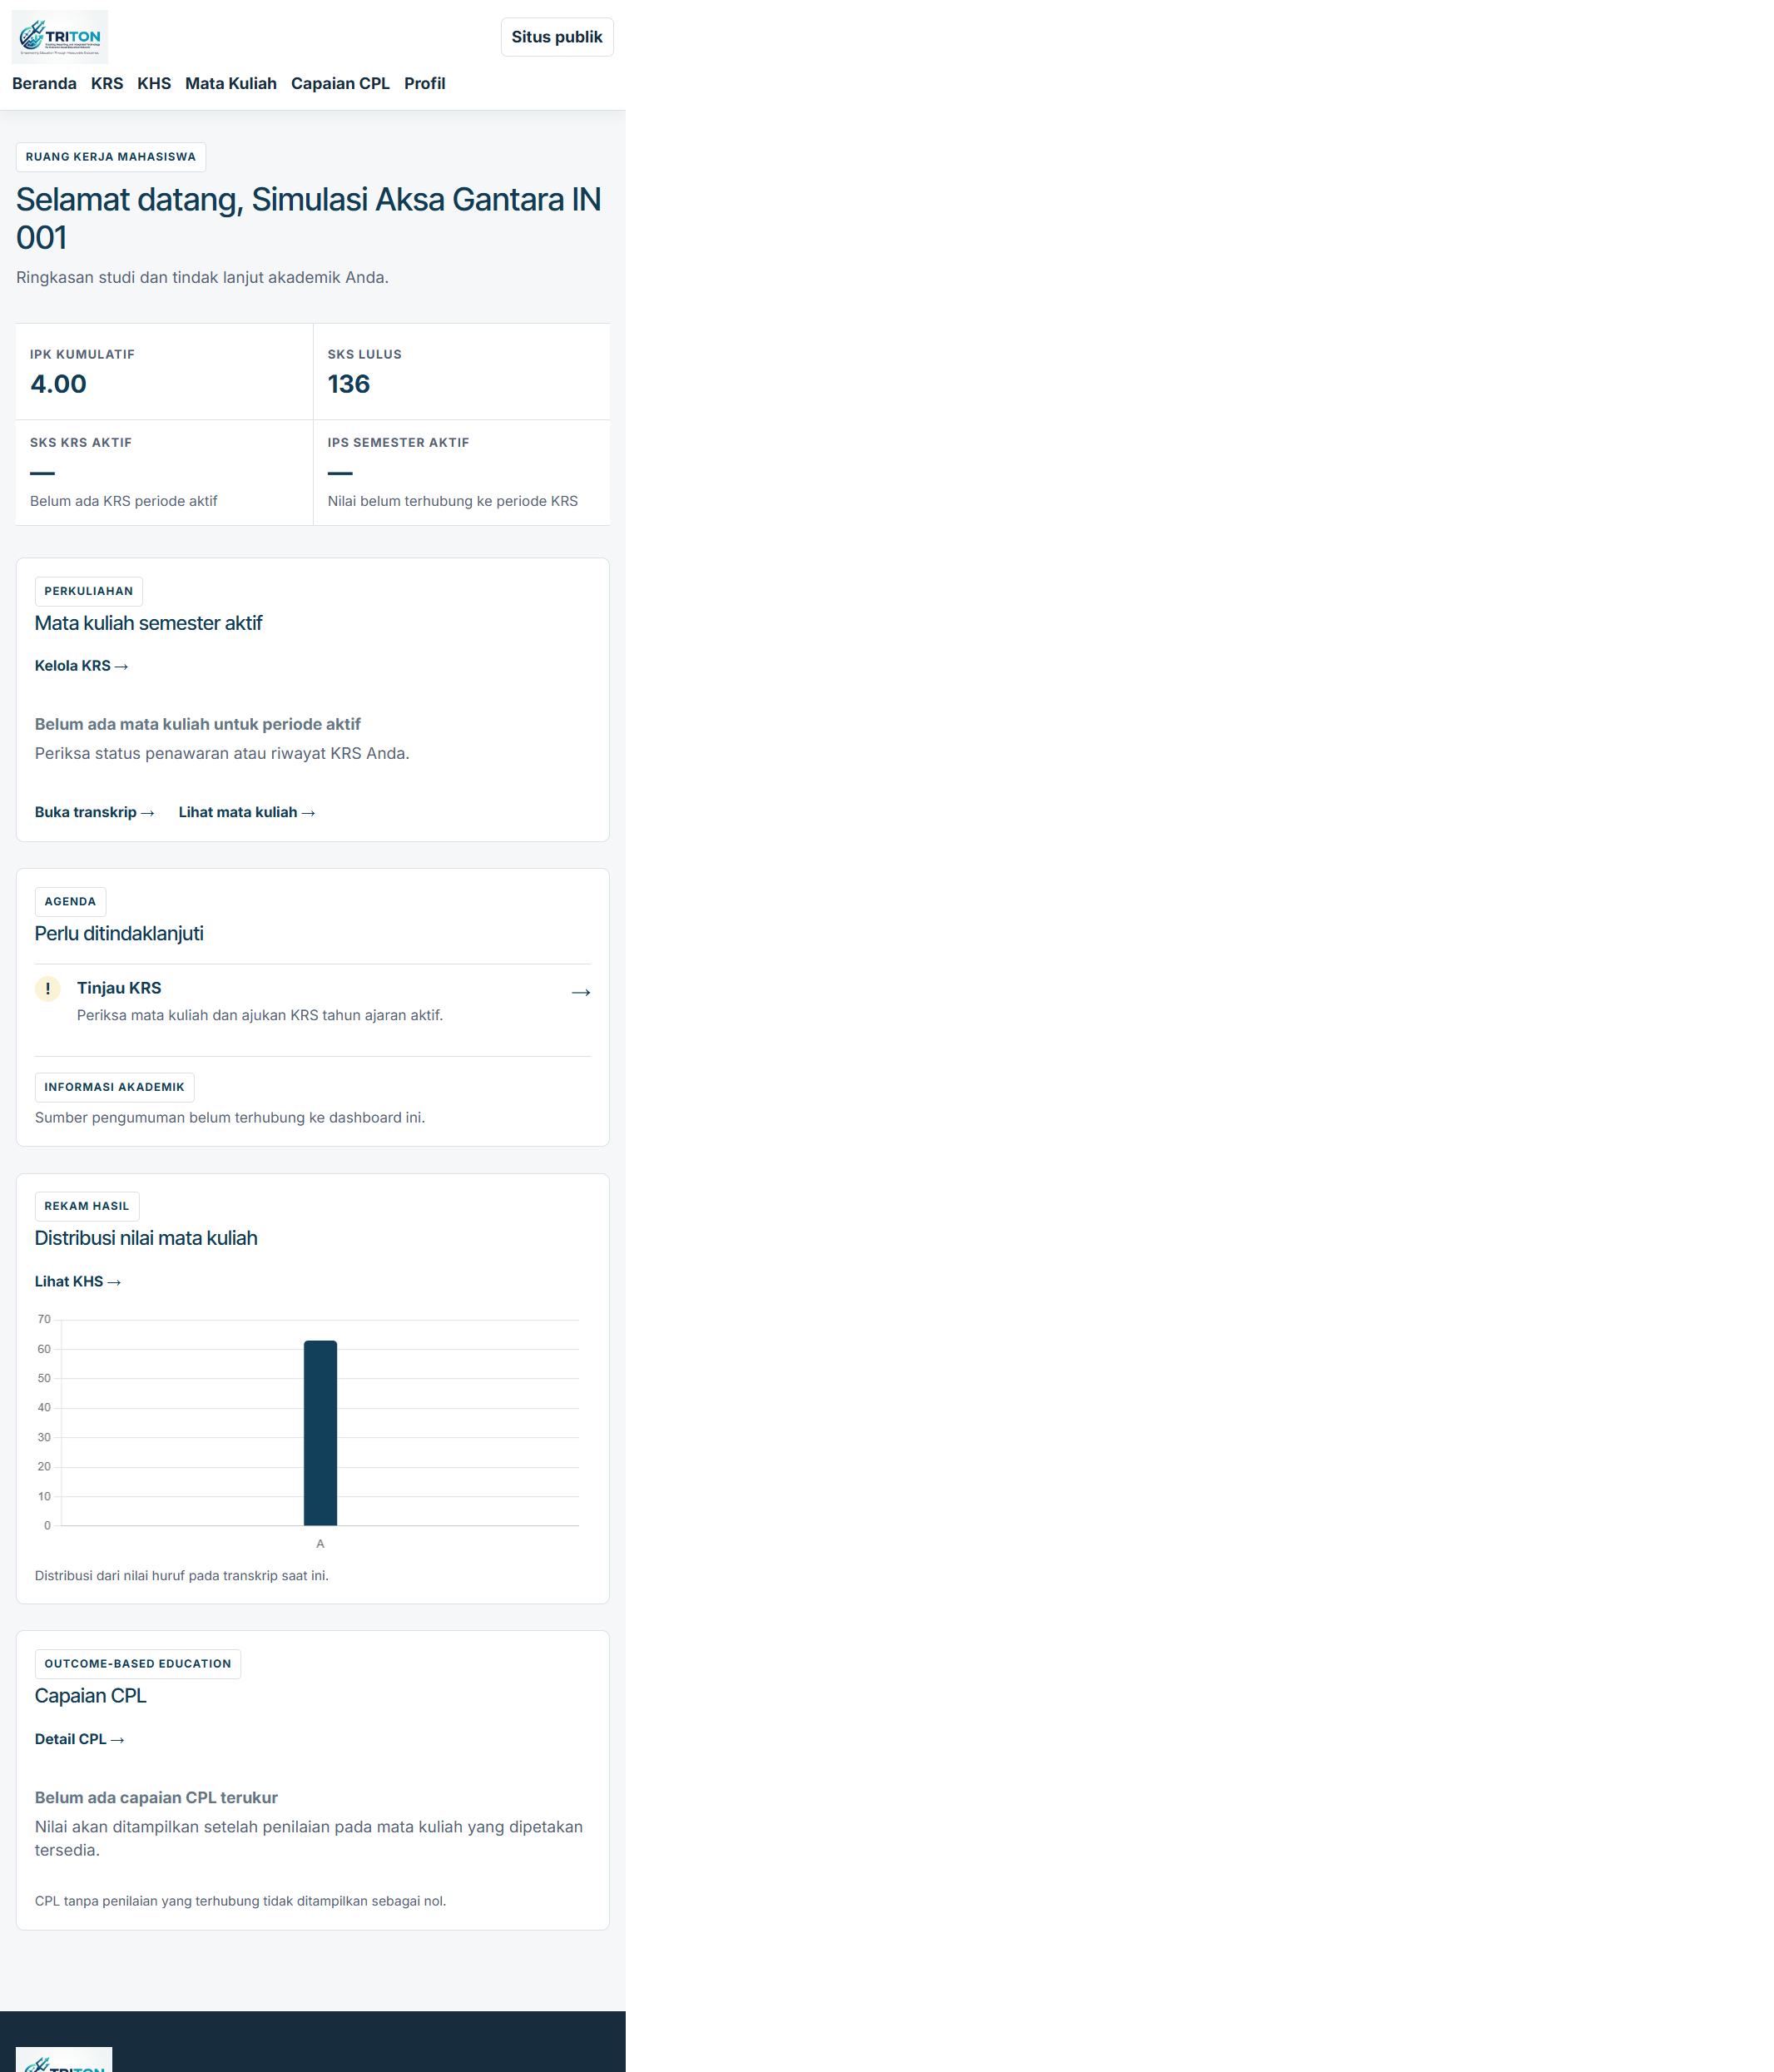 TRITON
Situs publik
Beranda KRS KHS Mata Kuliah Capaian CPL Profil
RUANG KERJA MAHASISWA
Selamat datang, Simulasi Aksa Gantara IN
001
Ringkasan studi dan tindak lanjut akademik Anda.
IPK KUMULATIF
4.00
SKS LULUS
136
SKS KRS AKTIF
—
Belum ada KRS periode aktif
IPS SEMESTER AKTIF
—
Nilai belum terhubung ke periode KRS
PERKULIAHAN
Mata kuliah semester aktif
Kelola KRS →
Belum ada mata kuliah untuk periode aktif
Periksa status penawaran atau riwayat KRS Anda.
Buka transkrip → Lihat mata kuliah →
AGENDA
Perlu ditindaklanjuti
! Tinjau KRS →
Periksa mata kuliah dan ajukan KRS tahun ajaran aktif.
INFORMASI AKADEMIK
Sumber pengumuman belum terhubung ke dashboard ini.
REKAM HASIL
Distribusi nilai mata kuliah
Lihat KHS →
70
60
50
40
30
20
10
0
A
Distribusi dari nilai huruf pada transkrip saat ini.
OUTCOME-BASED EDUCATION
Capaian CPL
Detail CPL →
Belum ada capaian CPL terukur
Nilai akan ditampilkan setelah penilaian pada mata kuliah yang dipetakan
tersedia.
CPL tanpa penilaian yang terhubung tidak ditampilkan sebagai nol.
TRITON